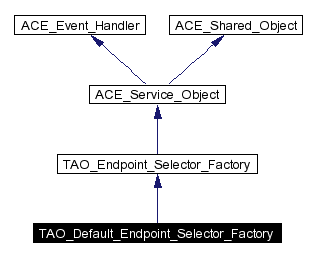 ACE_Event_Handler ACE_Shared_Object
ACE_Service_Object
TAO_Endpoint_Selector_Factory
TAO_Default_Endpoint_Selector_Factory